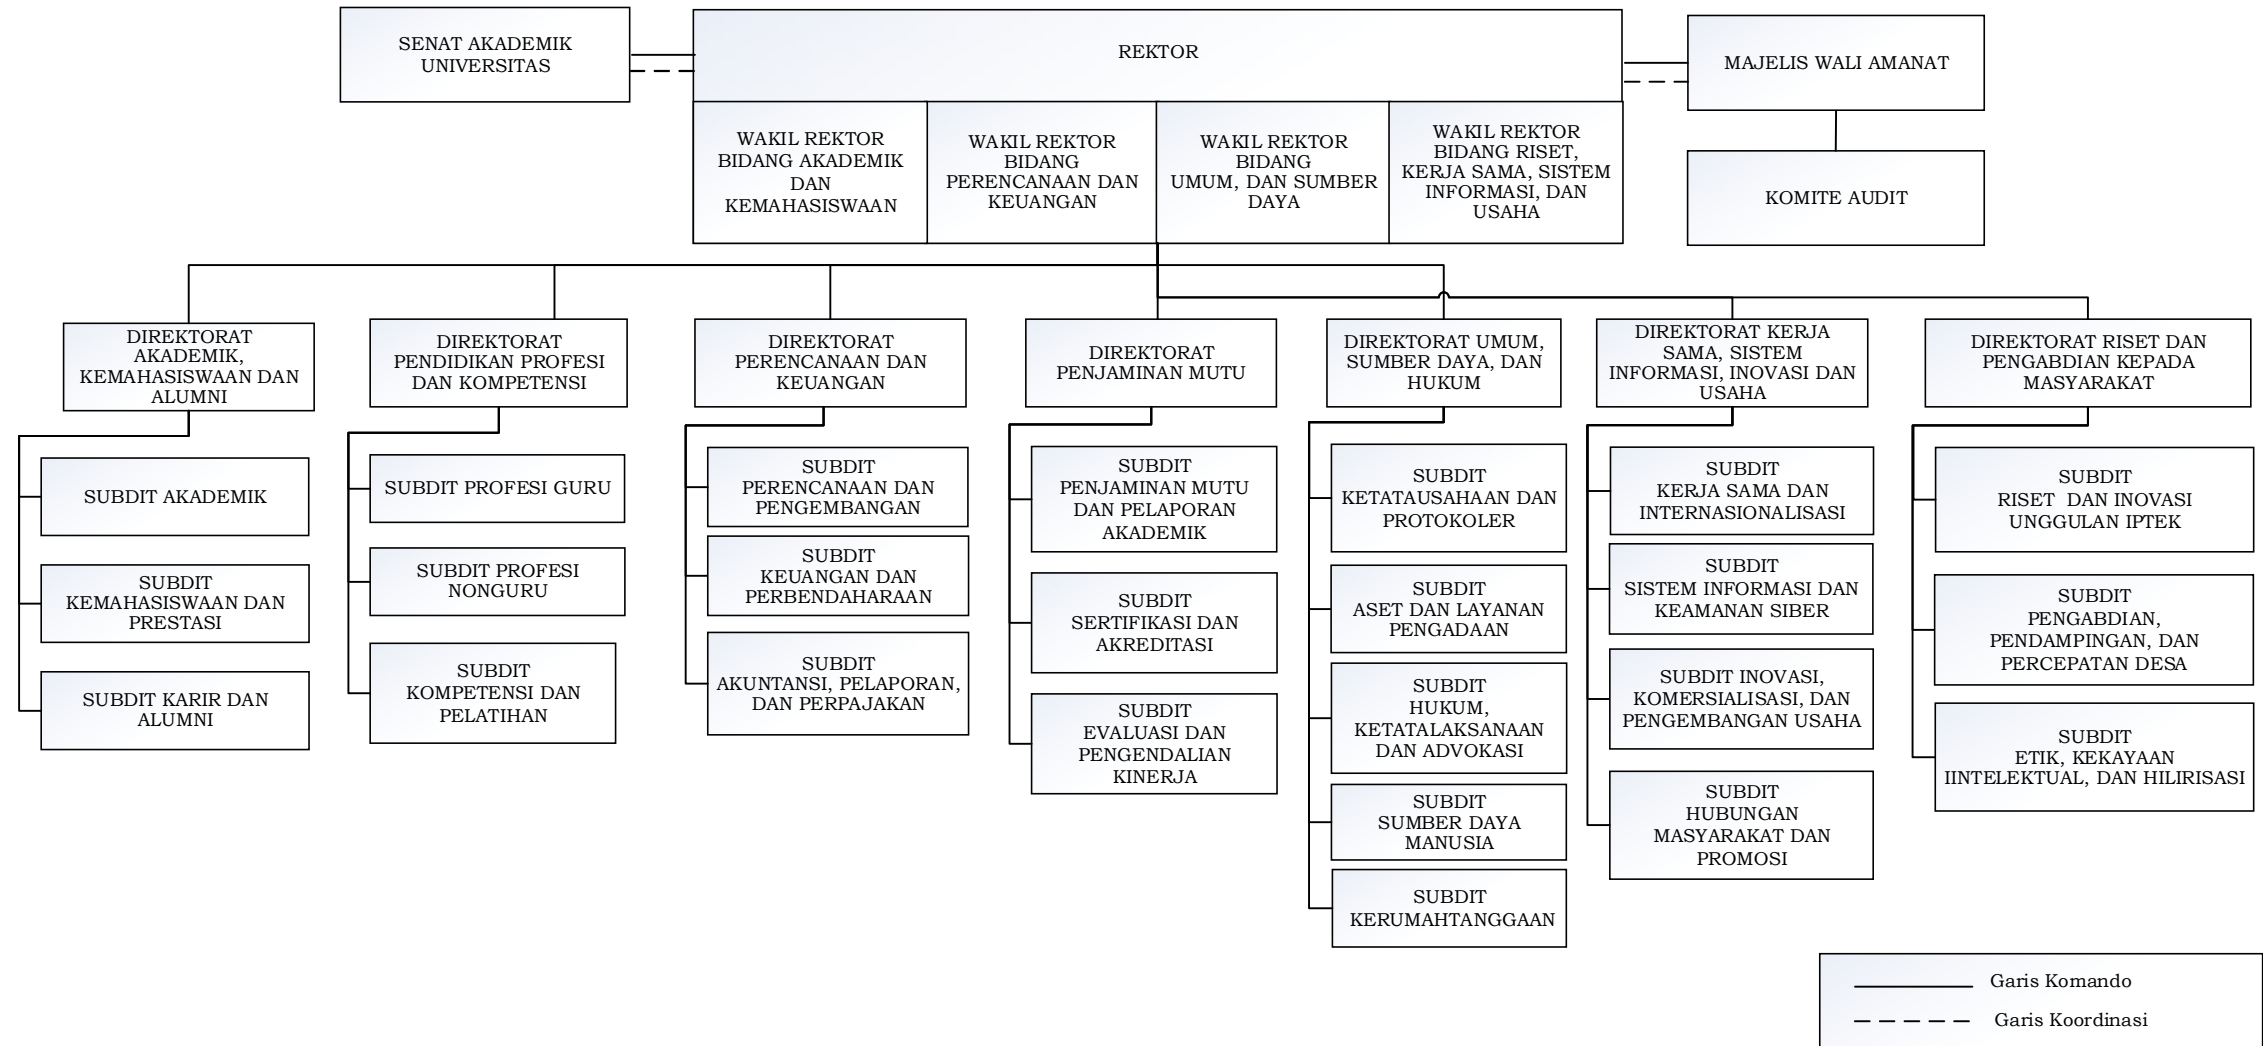 SENAT AKADEMIK
UNIVERSITAS
REKTOR
MAJELIS WALI AMANAT
WAKIL REKTOR
BIDANG AKADEMIK
DAN
KEMAHASISWAAN
WAKIL REKTOR
BIDANG
PERENCANAAN DAN
KEUANGAN
WAKIL REKTOR
BIDANG
UMUM, DAN SUMBER
DAYA
WAKIL REKTOR
BIDANG RISET,
KERJA SAMA, SISTEM
INFORMASI, DAN
USAHA
KOMITE AUDIT
DIREKTORAT
AKADEMIK,
KEMAHASISWAAN DAN
ALUMNI
DIREKTORAT
PENDIDIKAN PROFESI
DAN KOMPETENSI
DIREKTORAT
PERENCANAAN DAN
KEUANGAN
DIREKTORAT
PENJAMINAN MUTU
DIREKTORAT UMUM,
SUMBER DAYA, DAN
HUKUM
DIREKTORAT KERJA
SAMA, SISTEM
INFORMASI, INOVASI DAN
USAHA
DIREKTORAT RISET DAN
PENGABDIAN KEPADA
MASYARAKAT
SUBDIT AKADEMIK
SUBDIT
KEMAHASISWAAN DAN
PRESTASI
SUBDIT KARIR DAN
ALUMNI
SUBDIT PROFESI GURU
SUBDIT PROFESI
NONGURU
SUBDIT
KOMPETENSI DAN
PELATIHAN
SUBDIT
PERENCANAAN DAN
PENGEMBANGAN
SUBDIT
KEUANGAN DAN
PERBENDAHARAAN
SUBDIT
AKUNTANSI, PELAPORAN,
DAN PERPAJAKAN
SUBDIT
PENJAMINAN MUTU
DAN PELAPORAN
AKADEMIK
SUBDIT
SERTIFIKASI DAN
AKREDITASI
SUBDIT
EVALUASI DAN
PENGENDALIAN
KINERJA
SUBDIT
KETATAUSAHAAN DAN
PROTOKOLER
SUBDIT
ASET DAN LAYANAN
PENGADAAN
SUBDIT
HUKUM,
KETATALAKSANAAN
DAN ADVOKASI
SUBDIT
SUMBER DAYA
MANUSIA
SUBDIT
KERUMAHTANGGAAN
SUBDIT
KERJA SAMA DAN
INTERNASIONALISASI
SUBDIT
SISTEM INFORMASI DAN
KEAMANAN SIBER
SUBDIT INOVASI,
KOMERSIALISASI, DAN
PENGEMBANGAN USAHA
SUBDIT
HUBUNGAN
MASYARAKAT DAN
PROMOSI
SUBDIT
RISET DAN INOVASI
UNGGULAN IPTEK
SUBDIT
PENGABDIAN,
PENDAMPINGAN, DAN
PERCEPATAN DESA
SUBDIT
ETIK, KEKAYAAN
IINTELEKTUAL, DAN HILIRISASI
Garis Komando
Garis Koordinasi